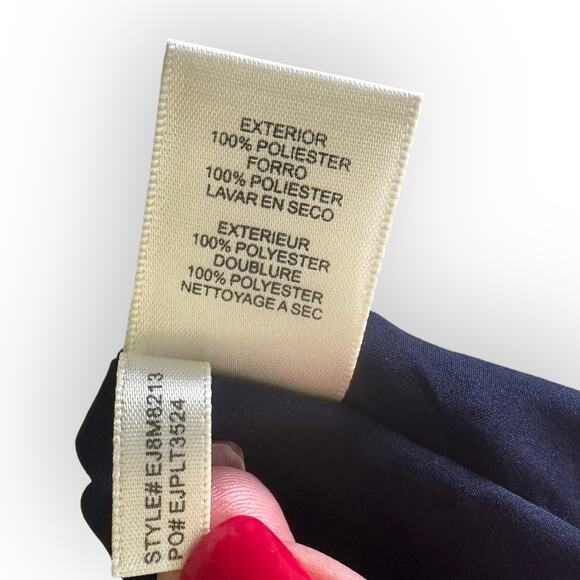 EXTERIOR
100% POLIESTER
FORRO
100% POLIESTER
LAVAR EN SECO
EXTERIEUR
100% POLYESTER
DOUBLURE
100% POLYESTER
NETTOYAGE A SEC
STYLE# EJ8M8213
PO# EJPLT3524